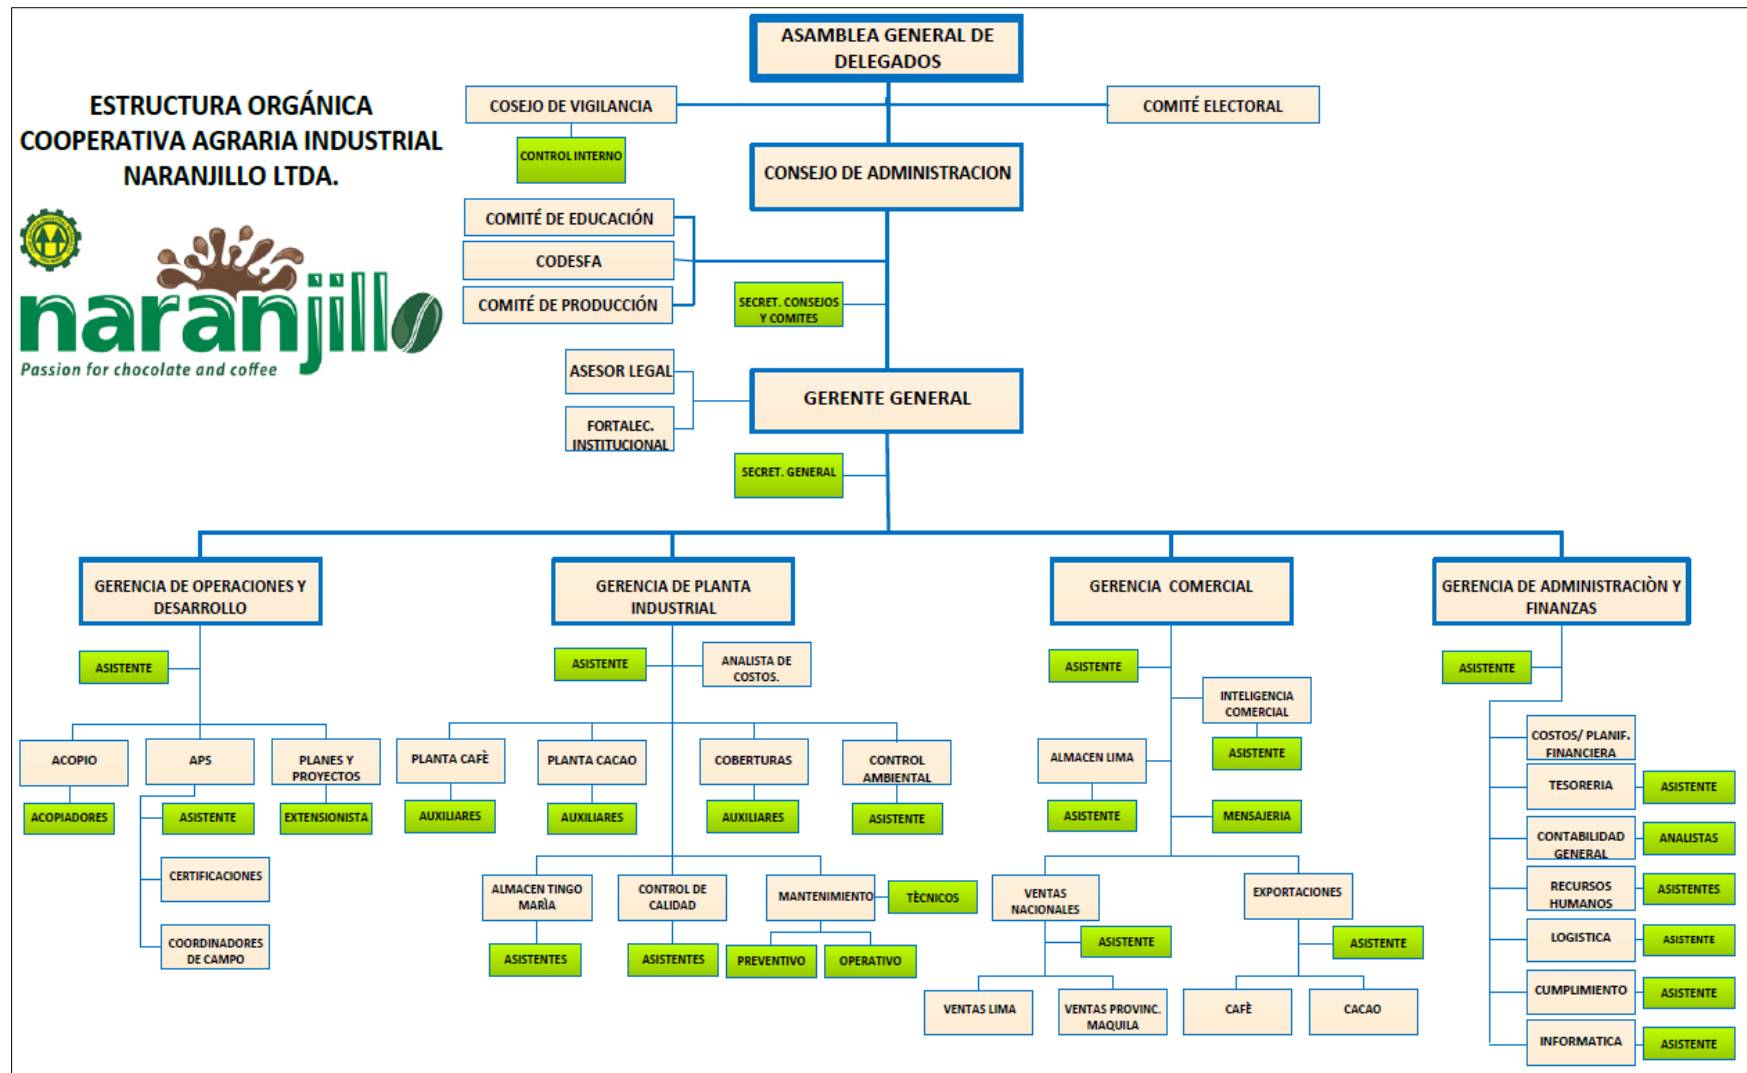 ASAMBLEA GENERAL DE
DELEGADOS
ESTRUCTURA ORGÁNICA
COOPERATIVA AGRARIA INDUSTRIAL
NARANJILLO LTDA.
naranjillo
Passion for chocolate and coffee
COSEJO DE VIGILANCIA
COMITÉ ELECTORAL
CONTROL INTERNO
CONSEJO DE ADMINISTRACION
COMITÉ DE EDUCACIÓN
CODESFA
COMITÉ DE PRODUCCIÓN
SECRET. CONSEJOS
Y COMITES
ASESOR LEGAL
FORTALEC.
INSTITUCIONAL
GERENTE GENERAL
SECRET. GENERAL
GERENCIA DE OPERACIONES Y
DESARROLLO
GERENCIA DE PLANTA
INDUSTRIAL
GERENCIA  COMERCIAL
GERENCIA DE ADMINISTRACIÒN Y
FINANZAS
ASISTENTE
ACOPIO
APS
PLANES Y
PROYECTOS
ACOPIADORES
ASISTENTE
EXTENSIONISTA
CERTIFICACIONES
COORDINADORES
DE CAMPO
ASISTENTE
ANALISTA DE
COSTOS.
PLANTA CAFÈ
PLANTA CACAO
COBERTURAS
CONTROL
AMBIENTAL
AUXILIARES
AUXILIARES
AUXILIARES
ASISTENTE
ALMACEN TINGO
MARÌA
CONTROL DE
CALIDAD
MANTENIMIENTO
TÈCNICOS
ASISTENTES
ASISTENTES
PREVENTIVO
OPERATIVO
ASISTENTE
INTELIGENCIA
COMERCIAL
ASISTENTE
ALMACEN LIMA
ASISTENTE
MENSAJERIA
VENTAS
NACIONALES
EXPORTACIONES
ASISTENTE
ASISTENTE
VENTAS LIMA
VENTAS PROVINC.
MAQUILA
CAFÈ
CACAO
ASISTENTE
COSTOS/ PLANIF.
FINANCIERA
TESORERIA
ASISTENTE
CONTABILIDAD
GENERAL
ANALISTAS
RECURSOS
HUMANOS
ASISTENTES
LOGISTICA
ASISTENTE
CUMPLIMIENTO
ASISTENTE
INFORMATICA
ASISTENTE